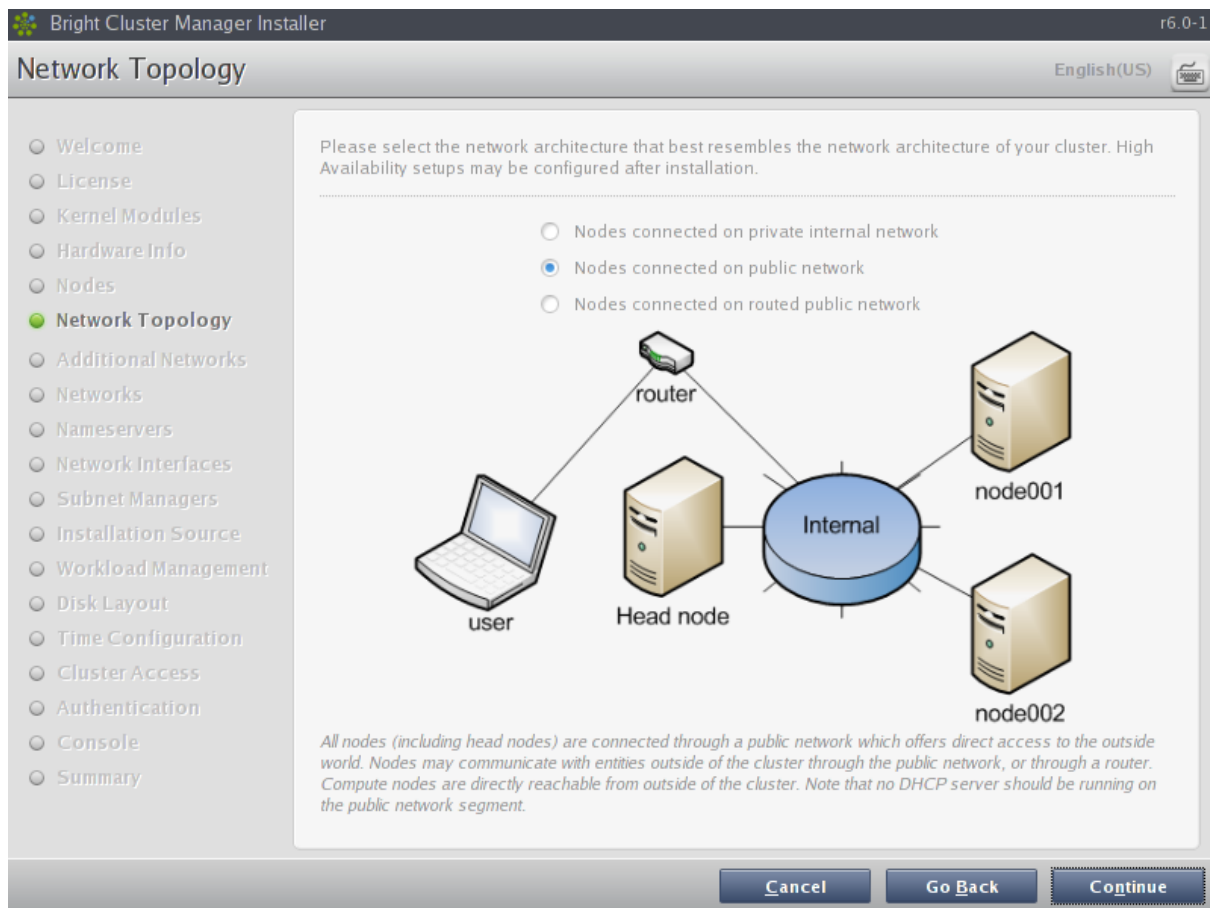 Bright Cluster Manager Installer
r6.0-1
Network Topology
English(US)
Welcome
License
Kernel Modules
Hardware Info
Nodes
Network Topology
Additional Networks
Networks
Nameservers
Network Interfaces
Subnet Managers
Installation Source
Workload Management
Disk Layout
Time Configuration
Cluster Access
Authentication
Console
Summary
Please select the network architecture that best resembles the network architecture of your cluster. High
Availability setups may be configured after installation.
Nodes connected on private internal network
Nodes connected on public network
Nodes connected on routed public network
router
node001
Internal
user
Head node
node002
All nodes (including head nodes) are connected through a public network which offers direct access to the outside
world. Nodes may communicate with entities outside of the cluster through the public network, or through a router.
Compute nodes are directly reachable from outside of the cluster. Note that no DHCP server should be running on
the public network segment.
Cancel
Go Back
Continue